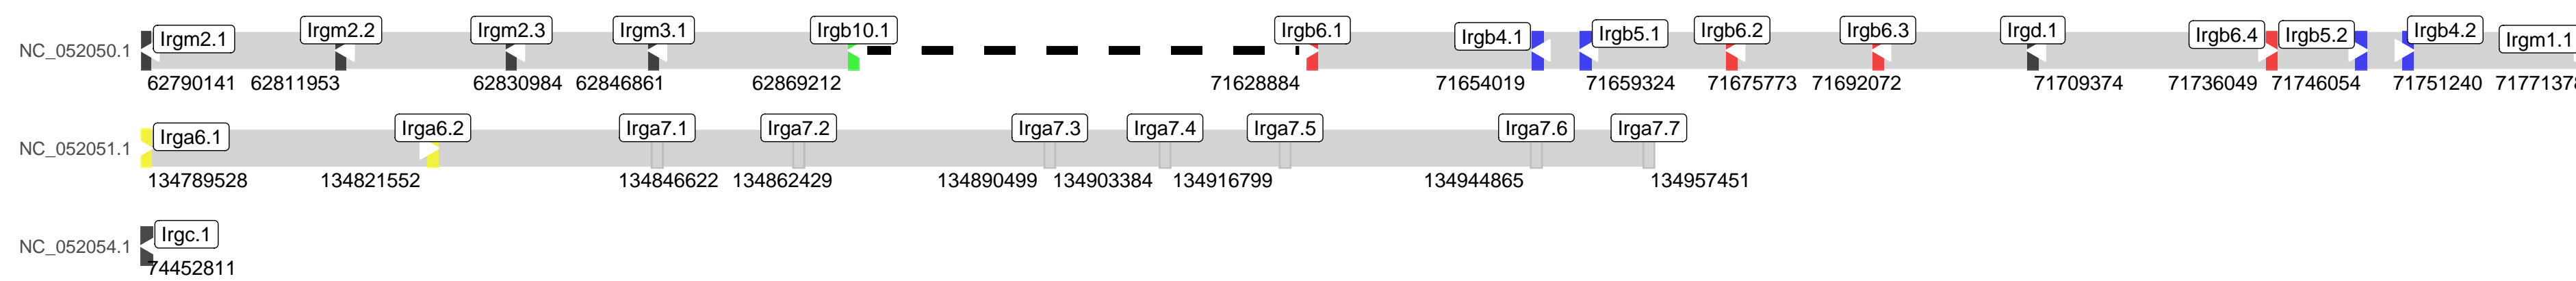 Irgm2.1 Irgm2.2 Irgm2.3 Irgm3.1 Irgb10.1 Irgb6.1 Irgb4.1 Irgb5.1 Irgb6.2 Irgb6.3 Irgd.1 Irgb6.4 Irgb5.2 Irgb4.2 Irgm1.1
NC_052050.1
62790141 62811953 62830984 62846861 62869212 71628884 71654019 71659324 71675773 71692072 71709374 71736049 71746054 71751240
Irga6.1 Irga6.2 Irga7.1 Irga7.2 Irga7.3 Irga7.4 Irga7.5 Irga7.6 Irga7.7
NC_052051.1
134789528 134821552 134846622 134862429 134890499 134903384 134916799 134944865 134957451
Irgc.1
NC_052054.1
74452811